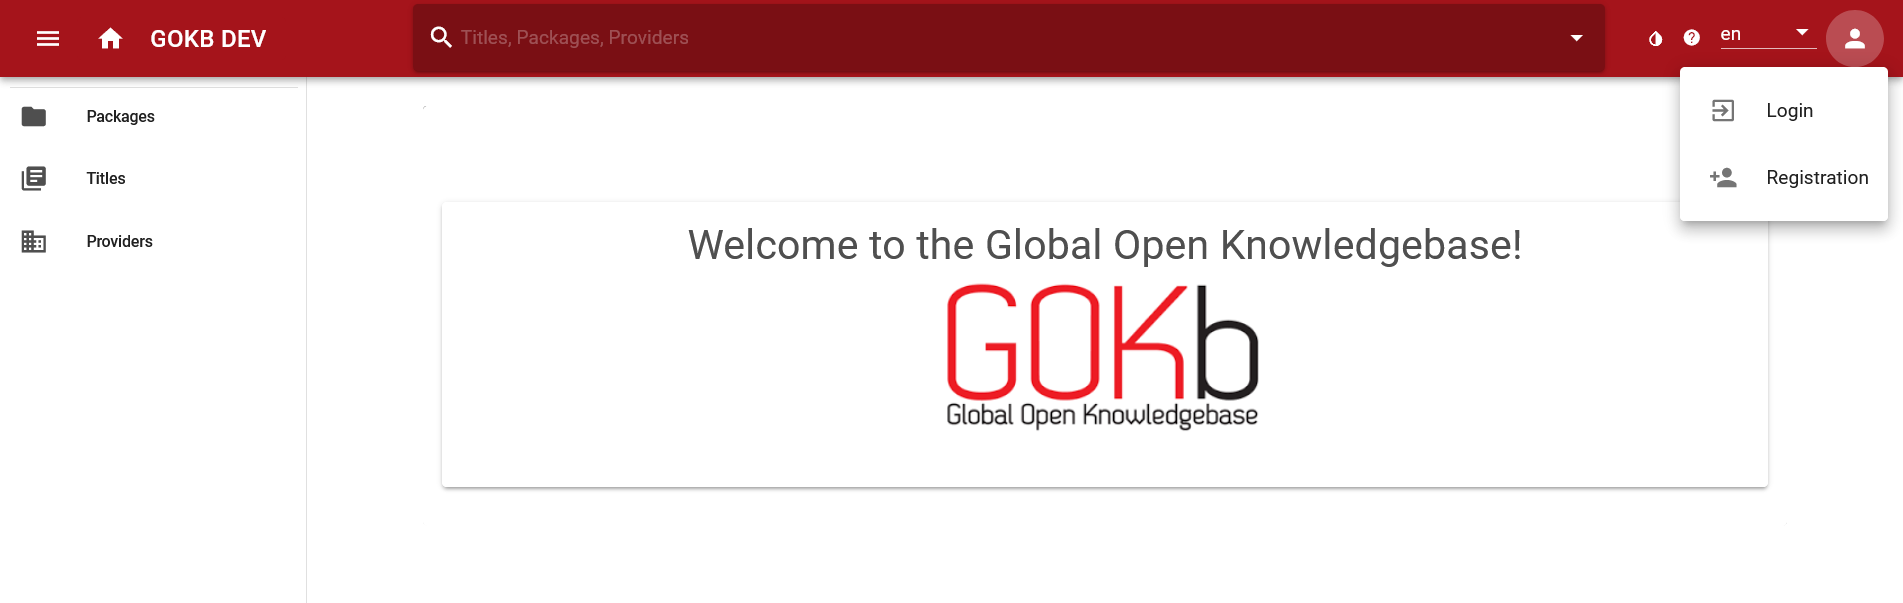 GOKB DEV
Titles, Packages, Providers
en
Login
Registration
Packages
Titles
Providers
Welcome to the Global Open Knowledgebase!
GOKb
Global Open Knowledgebase